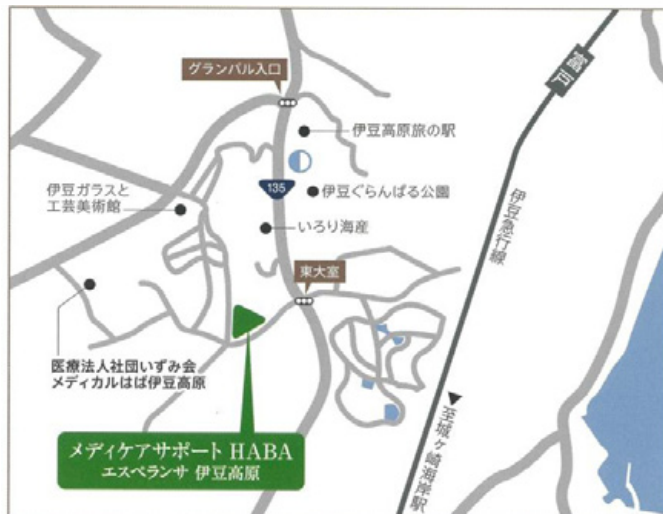 富戸
グランパル入口
伊豆高原旅の駅
135
伊豆ぐらんぱる公園
伊豆ガラスと
工芸美術館
いろり海産
伊豆急行線
東大室
医療法人社団いずみ会
メディカルはば伊豆高原
メディケアサポート HABA
エスペランサ 伊豆高原
至城ヶ崎海岸駅